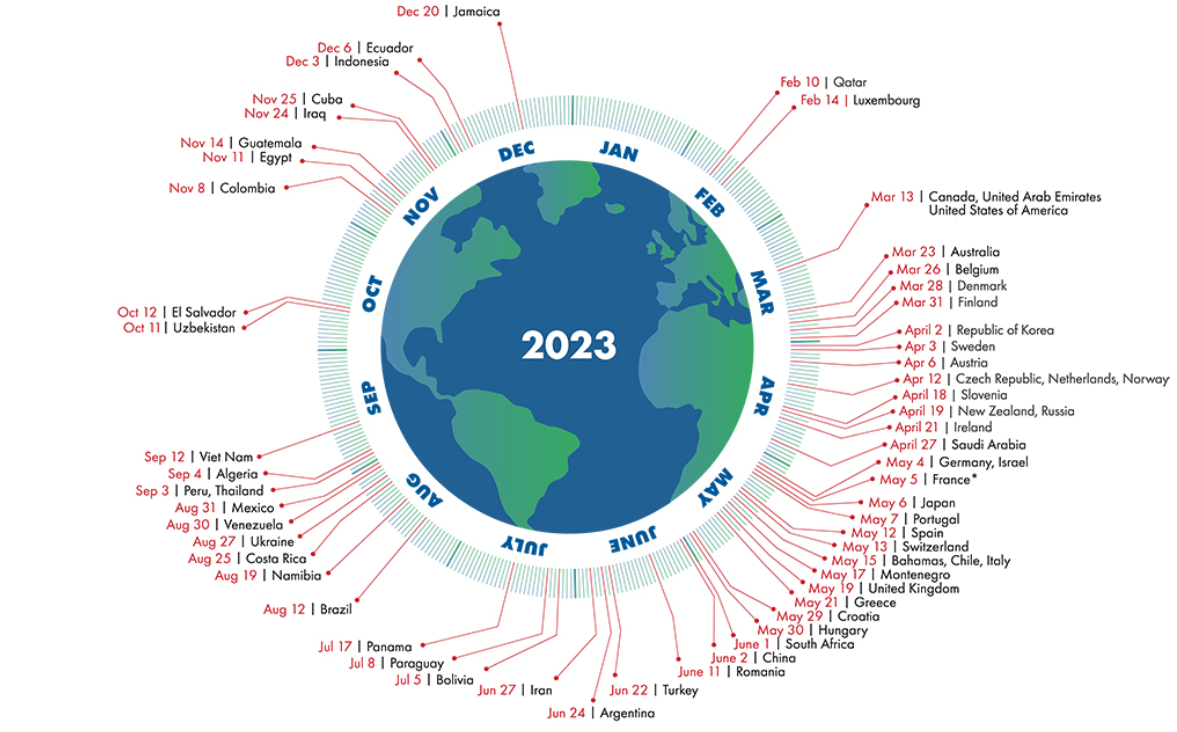 Dec 20 | Jamaica
Dec 6 | Ecuador
Dec 3 | Indonesia
Nov 25 | Cuba
Nov 24 | Iraq
Nov 14 | Guatemala
Nov 11 | Egypt
Nov 8 | Colombia
Oct 12 | El Salvador
Oct 11 | Uzbekistan
Sep 12 | Viet Nam
Sep 4 | Algeria
Sep 3 | Peru, Thailand
Aug 31 | Mexico
Aug 30 | Venezuela
Aug 27 | Ukraine
Aug 25 | Costa Rica
Aug 19 | Namibia
Aug 12 | Brazil
Jul 17 | Panama
Jul 8 | Paraguay
Jul 5 | Bolivia
Jun 27 | Iran
Jun 24 | Argentina
Jun 22 | Turkey
Feb 10 | Qatar
Feb 14 | Luxembourg
Mar 13 | Canada, United Arab Emirates
United States of America
Mar 23 | Australia
Mar 26 | Belgium
Mar 28 | Denmark
Mar 31 | Finland
April 2 | Republic of Korea
Apr 3 | Sweden
Apr 6 | Austria
Apr 12 | Czech Republic, Netherlands, Norway
April 18 | Slovenia
April 19 | New Zealand, Russia
April 21 | Ireland
April 27 | Saudi Arabia
May 4 | Germany, Israel
May 5 | France*
May 6 | Japan
May 7 | Portugal
May 12 | Spain
May 13 | Switzerland
May 15 | Bahamas, Chile, Italy
May 17 | Montenegro
May 19 | United Kingdom
May 21 | Greece
May 29 | Croatia
May 30 | Hungary
June 1 | South Africa
June 2 | China
June 11 | Romania
JAN
FEB
MAR
APR
MAY
JUNE
JULY
AUG
SEP
OCT
NOV
DEC
2023